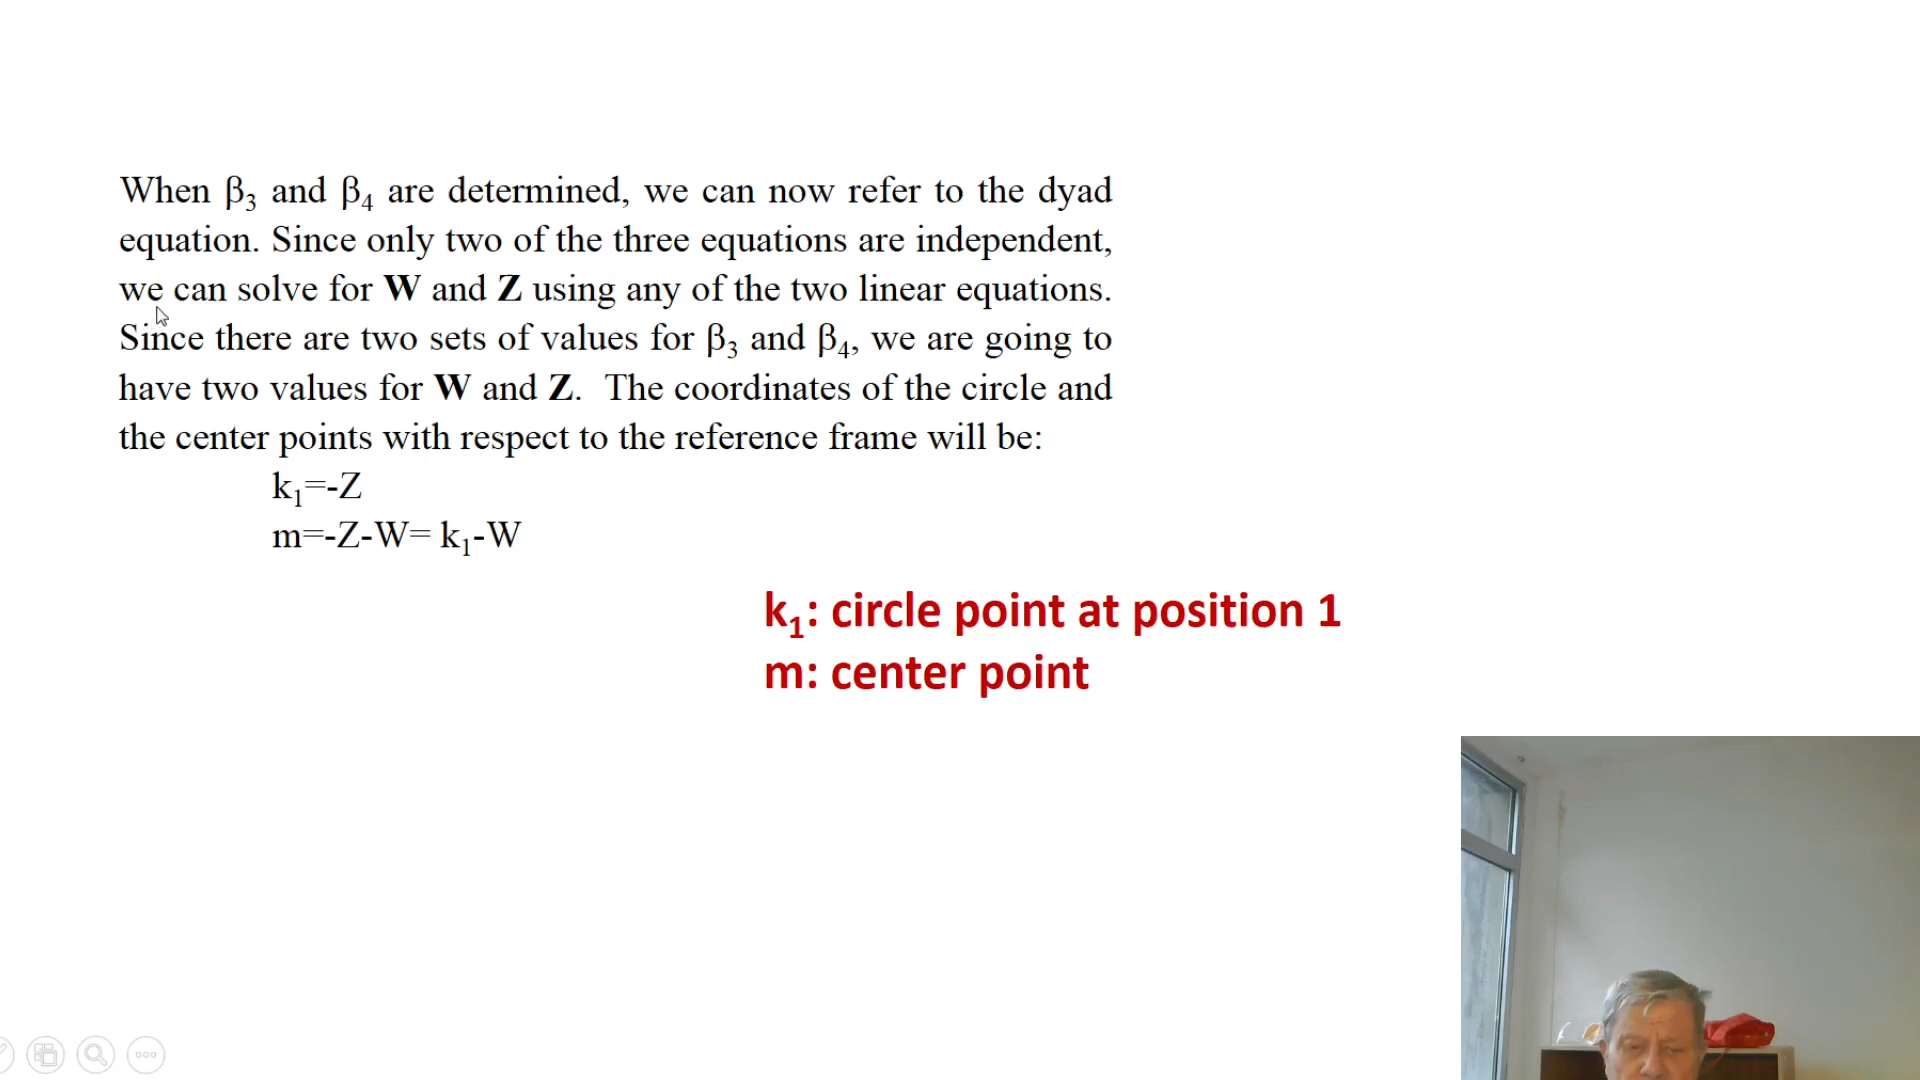 When β₃ and β₄ are determined, we can now refer to the dyad
equation. Since only two of the three equations are independent,
we can solve for W and Z using any of the two linear equations.
Since there are two sets of values for β₃ and β₄, we are going to
have two values for W and Z. The coordinates of the circle and
the center points with respect to the reference frame will be:
k₁=-Z
m=-Z-W= k₁-W
k₁: circle point at position 1
m: center point